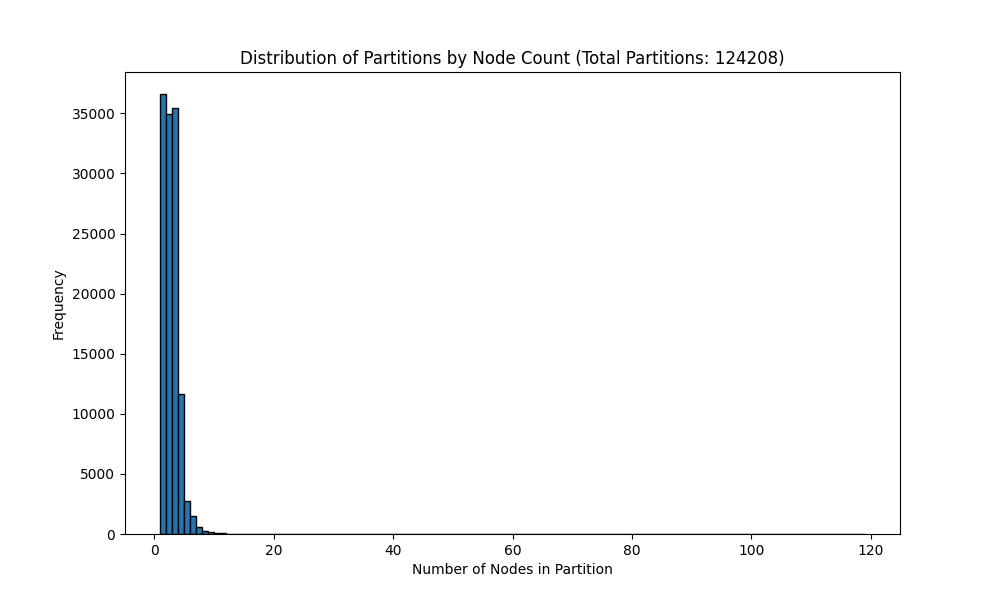 Distribution of Partitions by Node Count (Total Partitions: 124208)
35000
30000
25000
20000
15000
10000
5000
0
Frequency
0 20 40 60 80 100 120
Number of Nodes in Partition